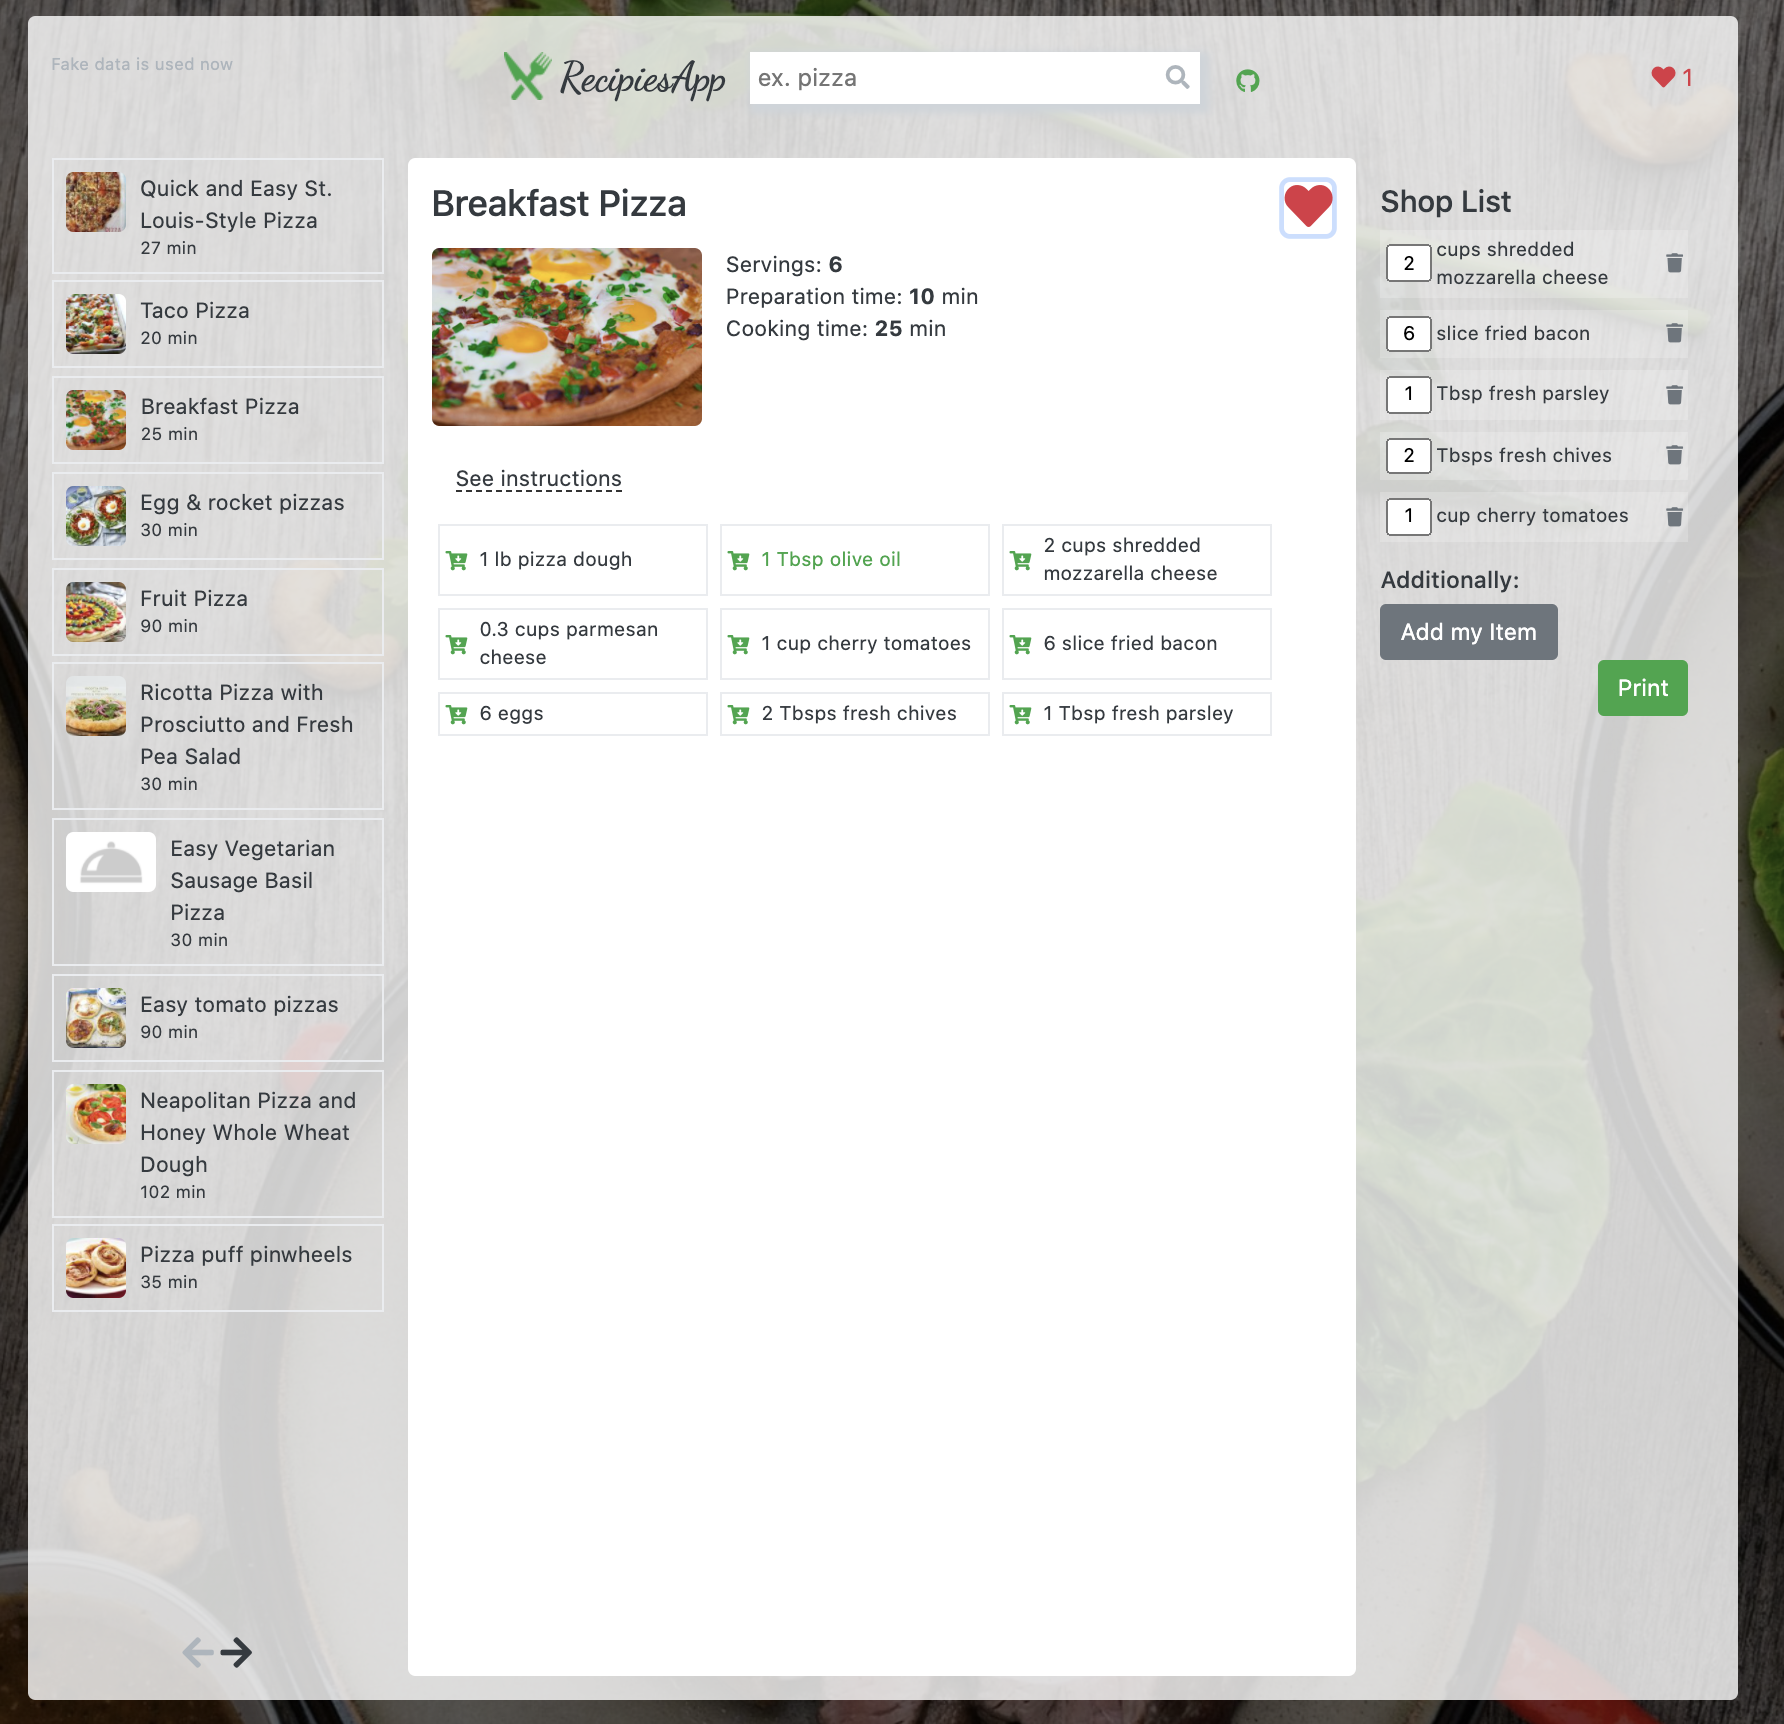 Fake data is used now
RecipiesApp
ex. pizza
1
Quick and Easy St.
Louis-Style Pizza
27 min
Taco Pizza
20 min
Breakfast Pizza
25 min
Egg & rocket pizzas
30 min
Fruit Pizza
90 min
Ricotta Pizza with
Prosciutto and Fresh
Pea Salad
30 min
Easy Vegetarian
Sausage Basil
Pizza
30 min
Easy tomato pizzas
90 min
Neapolitan Pizza and
Honey Whole Wheat
Dough
102 min
Pizza puff pinwheels
35 min
Breakfast Pizza
Servings: 6
Preparation time: 10 min
Cooking time: 25 min
See instructions
1 lb pizza dough
1 Tbsp olive oil
2 cups shredded
mozzarella cheese
0.3 cups parmesan
cheese
1 cup cherry tomatoes
6 slice fried bacon
6 eggs
2 Tbsps fresh chives
1 Tbsp fresh parsley
Shop List
2 cups shredded
mozzarella cheese
6 slice fried bacon
1 Tbsp fresh parsley
2 Tbsps fresh chives
1 cup cherry tomatoes
Additionally:
Add my Item
Print